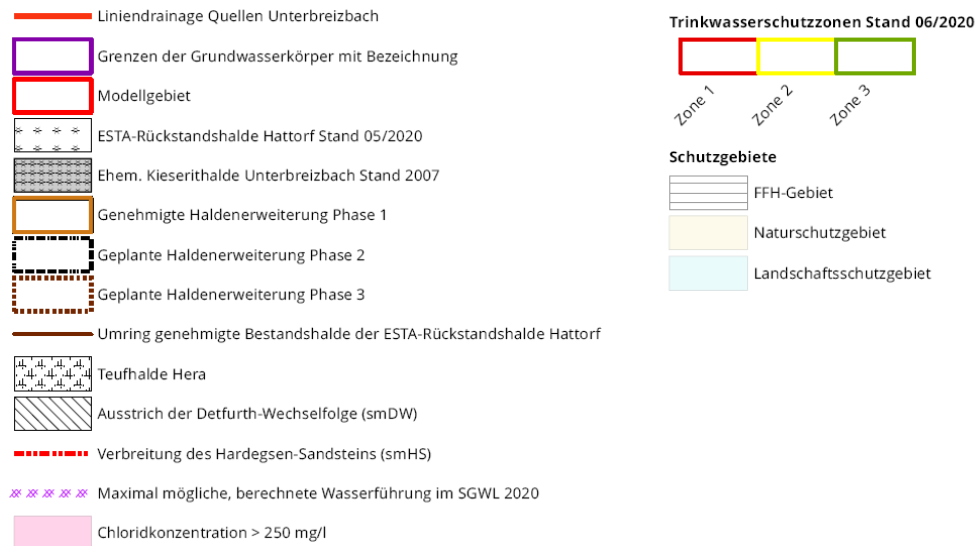 Liniendrainage Quellen Unterbreizbach
Grenzen der Grundwasserkörper mit Bezeichnung
Modellgebiet
ESTA-Rückstandshalde Hattorf Stand 05/2020
Ehem. Kieserithalde Unterbreizbach Stand 2007
Genehmigte Haldenerweiterung Phase 1
Geplante Haldenerweiterung Phase 2
Geplante Haldenerweiterung Phase 3
Umring genehmigte Bestandshalde der ESTA-Rückstandshalde Hattorf
Teufhalde Hera
Ausstrich der Detfurth-Wechselfolge (smDW)
Verbreitung des Hardegsen-Sandsteins (smHS)
Maximal mögliche, berechnete Wasserführung im SGWL 2020
Chloridkonzentration > 250 mg/l
Trinkwasserschutzzonen Stand 06/2020
Zone 1
Zone 2
Zone 3
Schutzgebiete
FFH-Gebiet
Naturschutzgebiet
Landschaftsschutzgebiet